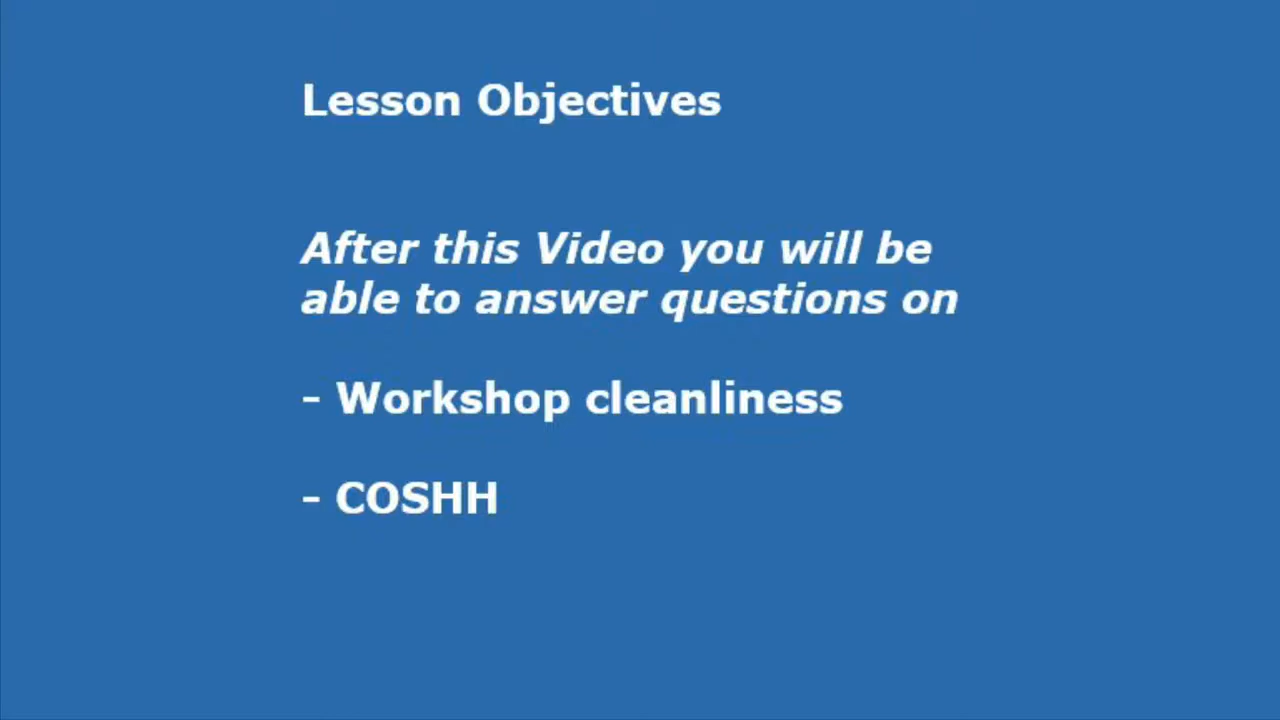 Lesson Objectives
After this Video you will be
able to answer questions on
- Workshop cleanliness
- COSHH